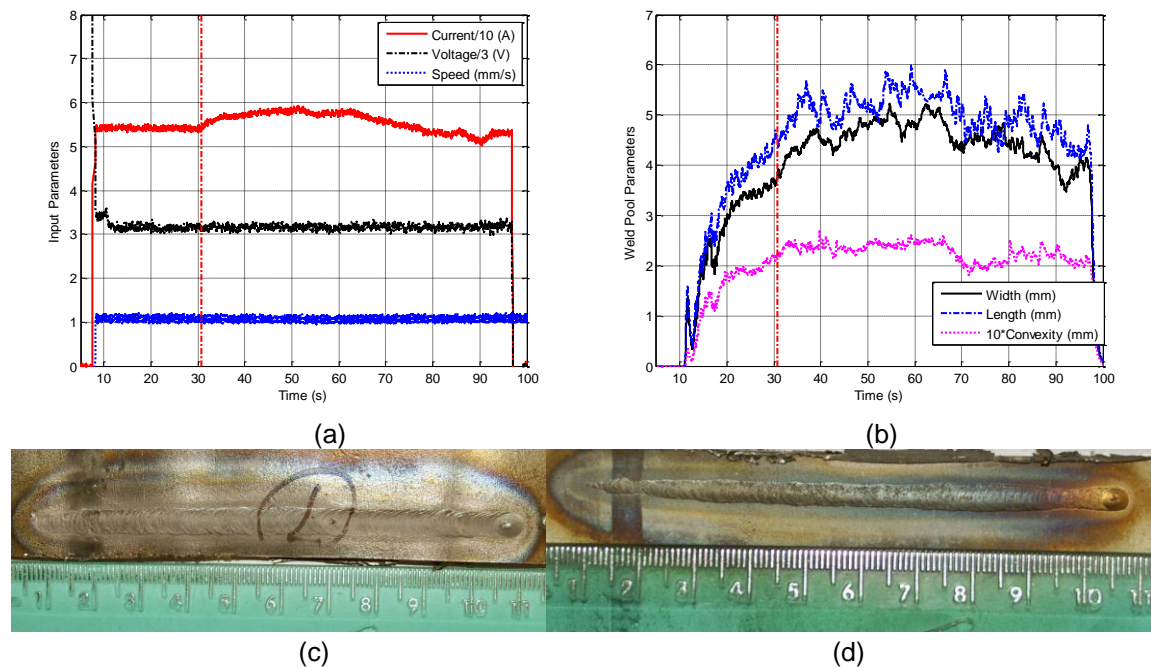 8
7
6
5
4
3
2
1
0
Input Parameters
Current/10 (A)
Voltage/3 (V)
Speed (mm/s)
10 20 30 40 50 60 70 80 90 100
Time (s)
(a)
7
6
5
4
3
2
1
0
Weld Pool Parameters
Width (mm)
Length (mm)
10*Convexity (mm)
10 20 30 40 50 60 70 80 90 100
Time (s)
(b)
1
1 2 3 4 5 6 7 8 9 10 11
(c)
1 2 3 4 5 6 7 8 9 10 11
(d)